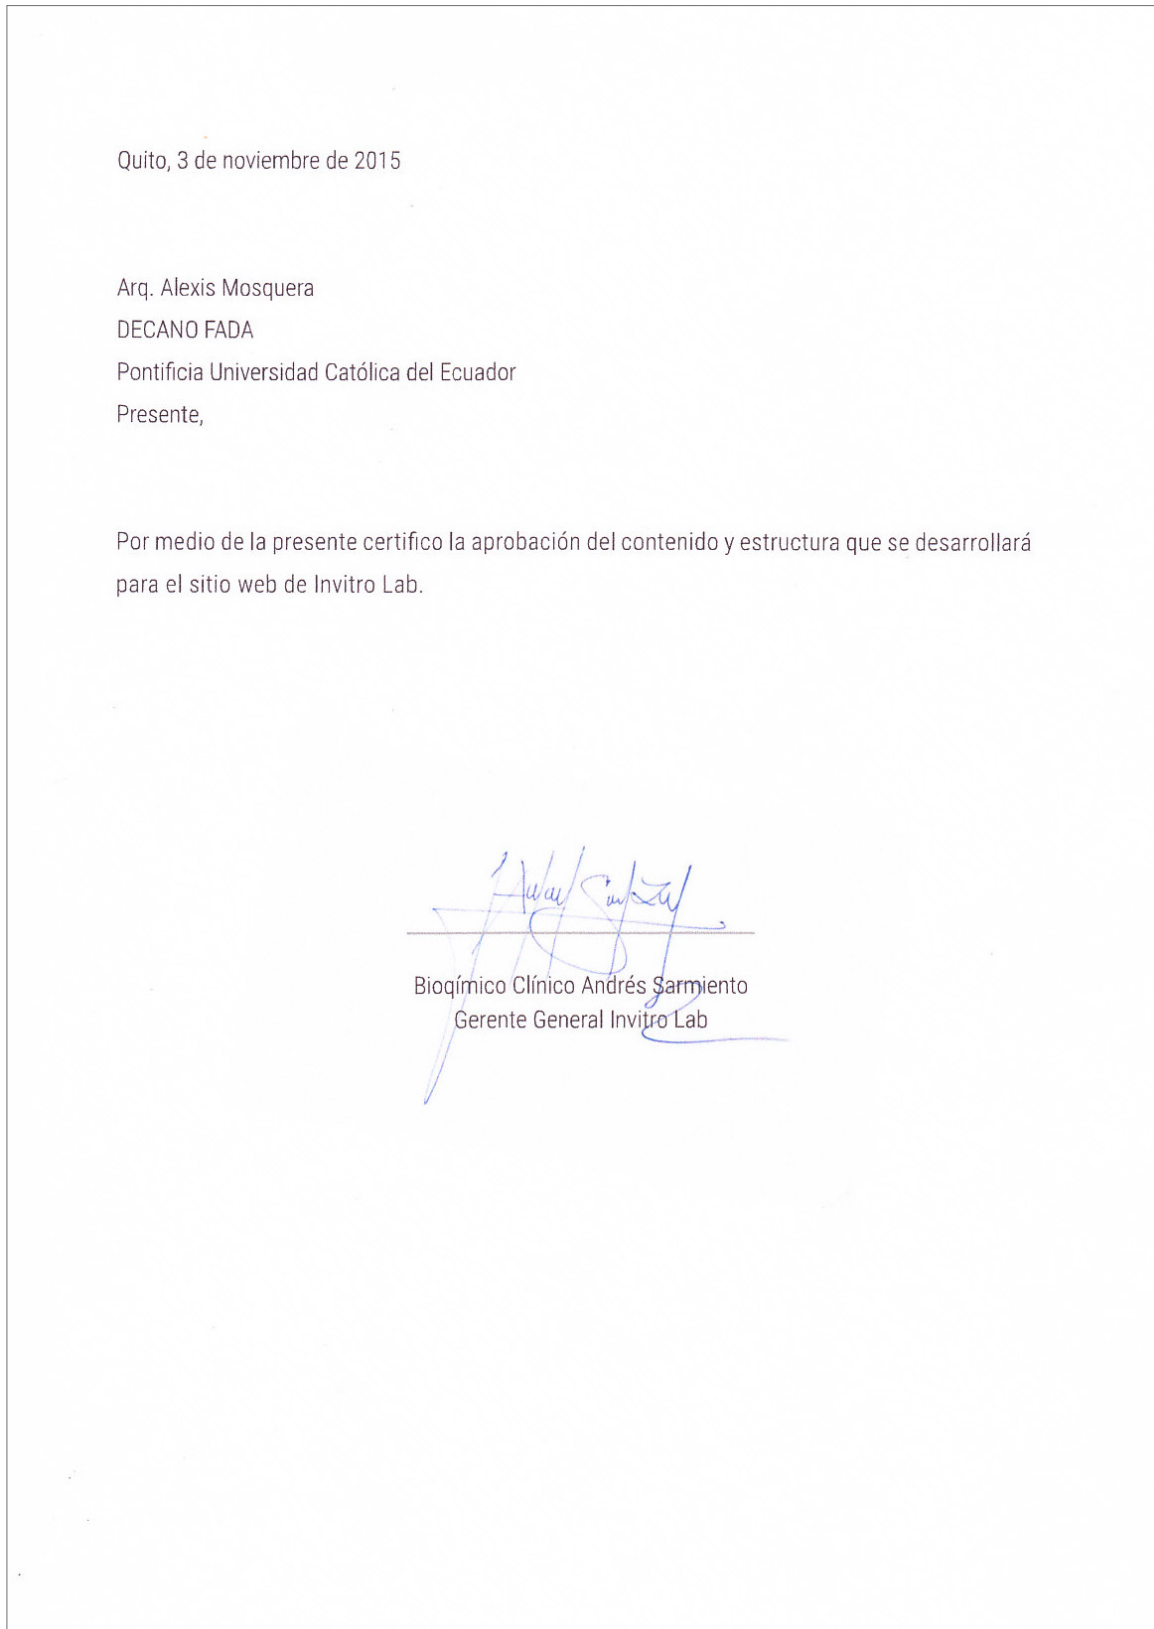 Quito, 3 de noviembre de 2015
Arq. Alexis Mosquera
DECANO FADA
Pontificia Universidad Católica del Ecuador
Presente,
Por medio de la presente certifico la aprobación del contenido y estructura que se desarrollará
para el sitio web de Invitro Lab.
Bioqímico Clínico Andrés Sarmiento
Gerente General Invitro Lab